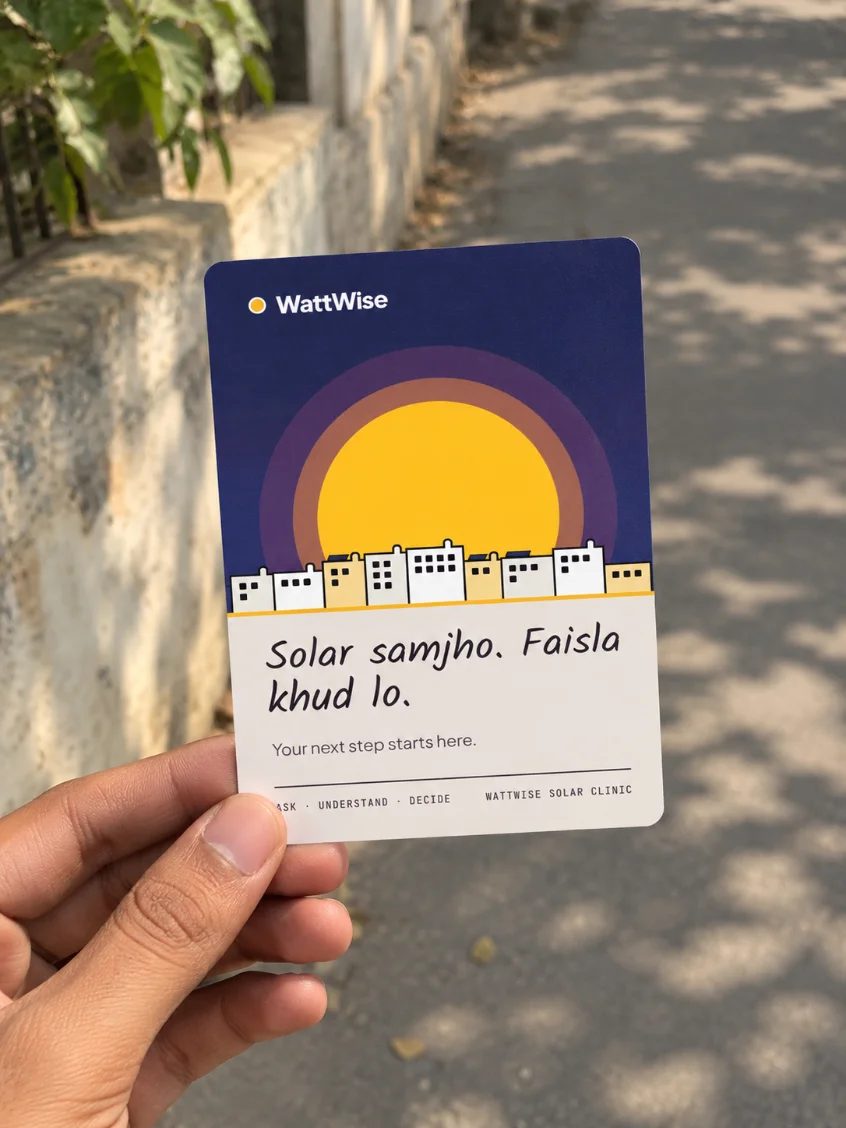 WattWise
Solar samjho. Faisla
khud lo.
Your next step starts here.
ASK · UNDERSTAND · DECIDE WATTWISE SOLAR CLINIC